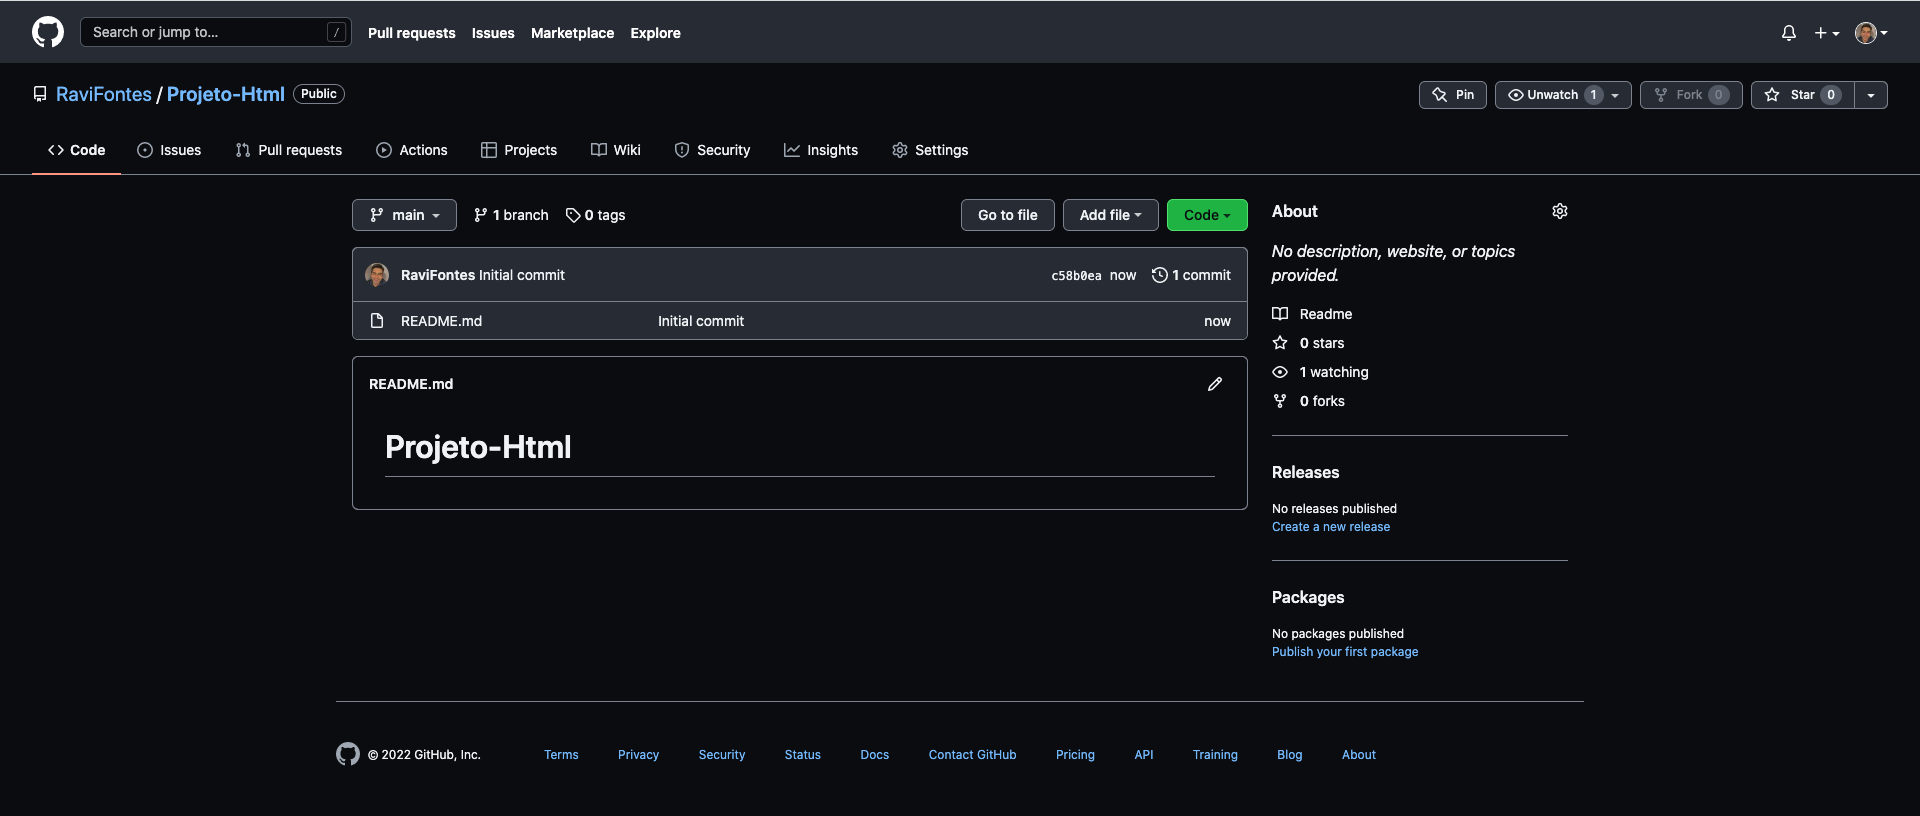 Search or jump to... /
Pull requests Issues Marketplace Explore
RaviFontes / Projeto-Html Public
Pin Unwatch 1 Fork 0 Star 0
Code Issues Pull requests Actions Projects Wiki Security Insights Settings
main 1 branch 0 tags Go to file Add file Code
RaviFontes Initial commit c58b0ea now 1 commit
README.md Initial commit now
README.md
Projeto-Html
About
No description, website, or topics
provided.
Readme
0 stars
1 watching
0 forks
Releases
No releases published
Create a new release
Packages
No packages published
Publish your first package
© 2022 GitHub, Inc. Terms Privacy Security Status Docs Contact GitHub Pricing API Training Blog About